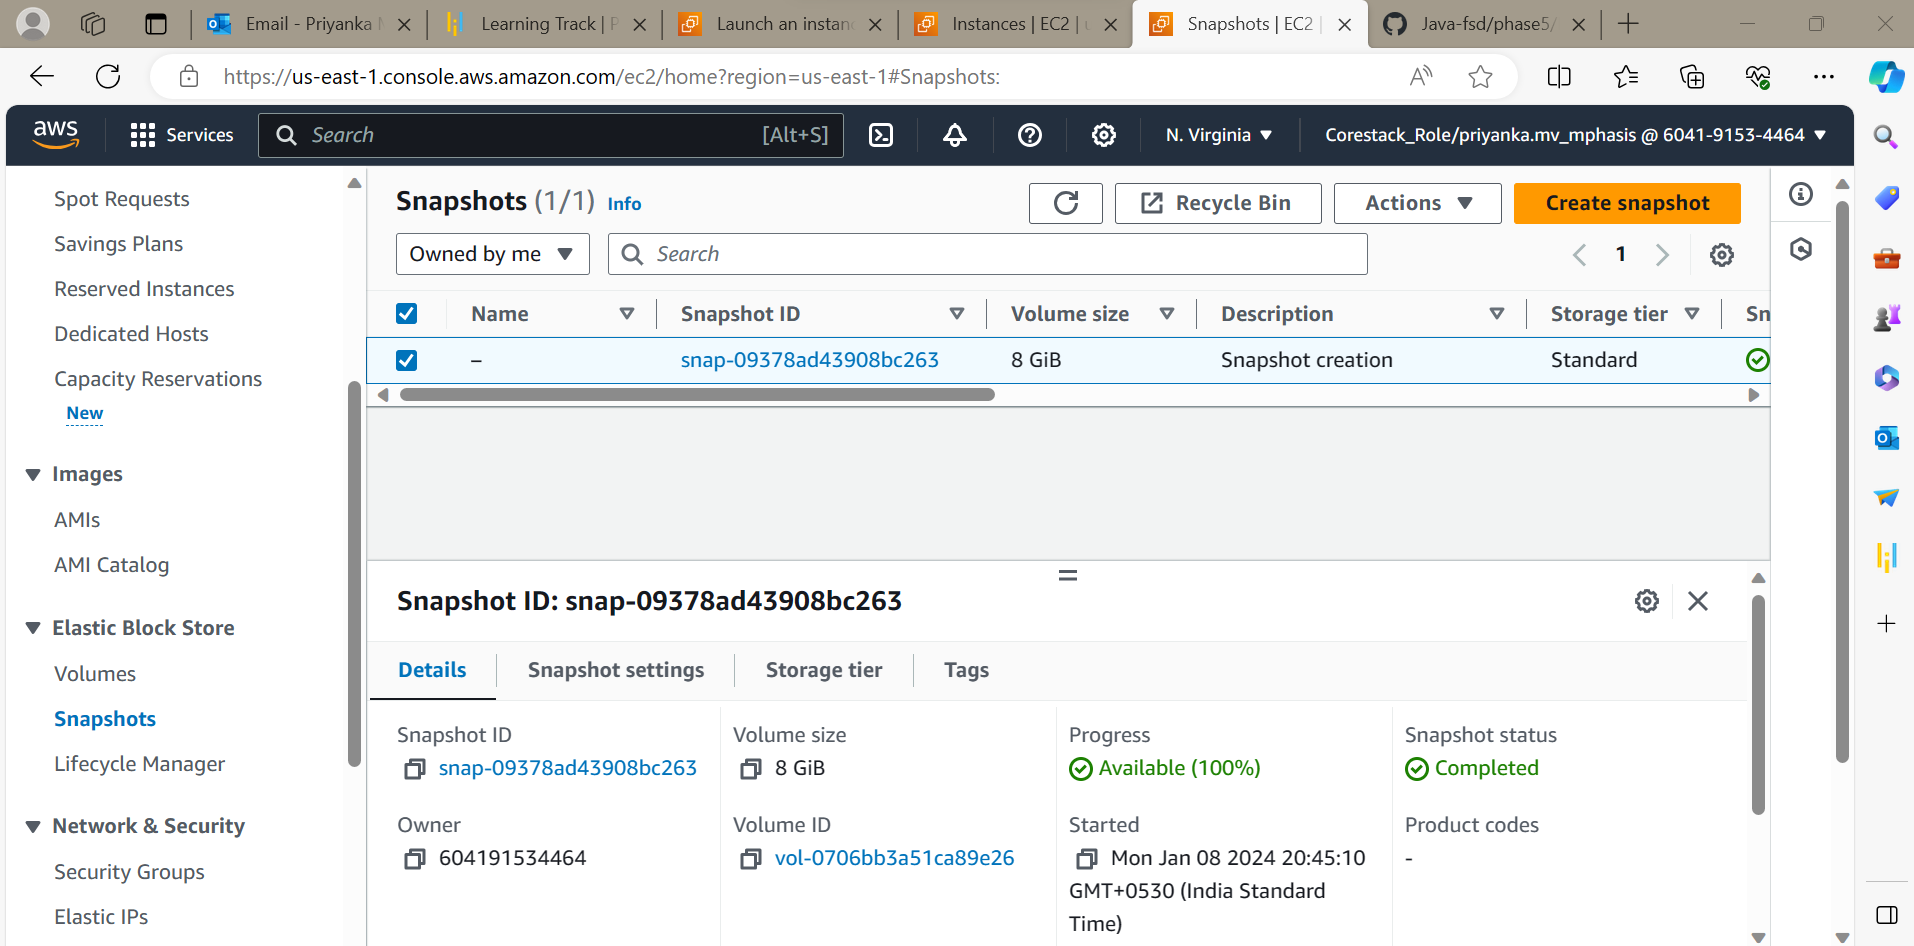 Email - Priyanka M
Learning Track | P
Launch an instanc
Instances | EC2 | u
Snapshots | EC2 |
Java-fsd/phase5/
https://us-east-1.console.aws.amazon.com/ec2/home?region=us-east-1#Snapshots:
aws
Services
Search
[Alt+S]
N. Virginia
Corestack_Role/priyanka.mv_mphasis @ 6041-9153-4464
Spot Requests
Savings Plans
Reserved Instances
Dedicated Hosts
Capacity Reservations
New
Images
AMIs
AMI Catalog
Elastic Block Store
Volumes
Snapshots
Lifecycle Manager
Network & Security
Security Groups
Elastic IPs
Snapshots (1/1) Info
Recycle Bin
Actions
Create snapshot
Owned by me
Search
1
Name
Snapshot ID
Volume size
Description
Storage tier
Sn
–
snap-09378ad43908bc263
8 GiB
Snapshot creation
Standard
Snapshot ID: snap-09378ad43908bc263
Details
Snapshot settings
Storage tier
Tags
Snapshot ID
snap-09378ad43908bc263
Volume size
8 GiB
Progress
Available (100%)
Snapshot status
Completed
Owner
604191534464
Volume ID
vol-0706bb3a51ca89e26
Started
Mon Jan 08 2024 20:45:10
GMT+0530 (India Standard
Time)
Product codes
-